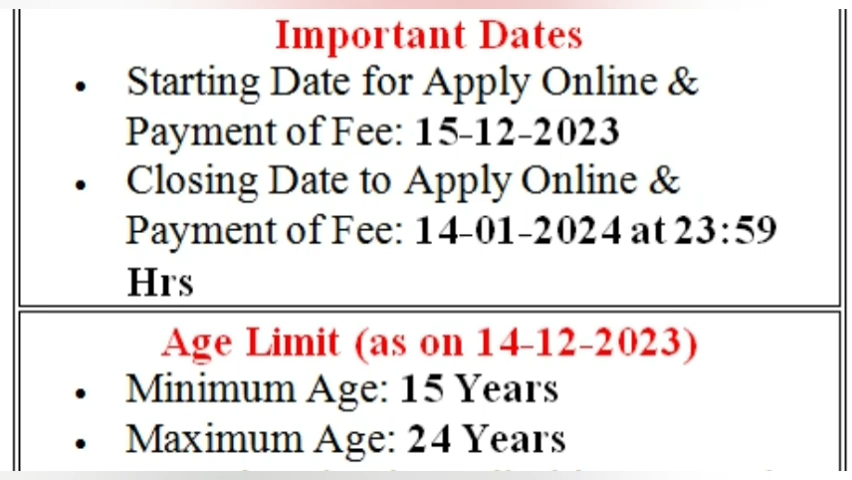 Important Dates
• Starting Date for Apply Online &
Payment of Fee: 15-12-2023
• Closing Date to Apply Online &
Payment of Fee: 14-01-2024 at 23:59
Hrs
Age Limit (as on 14-12-2023)
• Minimum Age: 15 Years
• Maximum Age: 24 Years